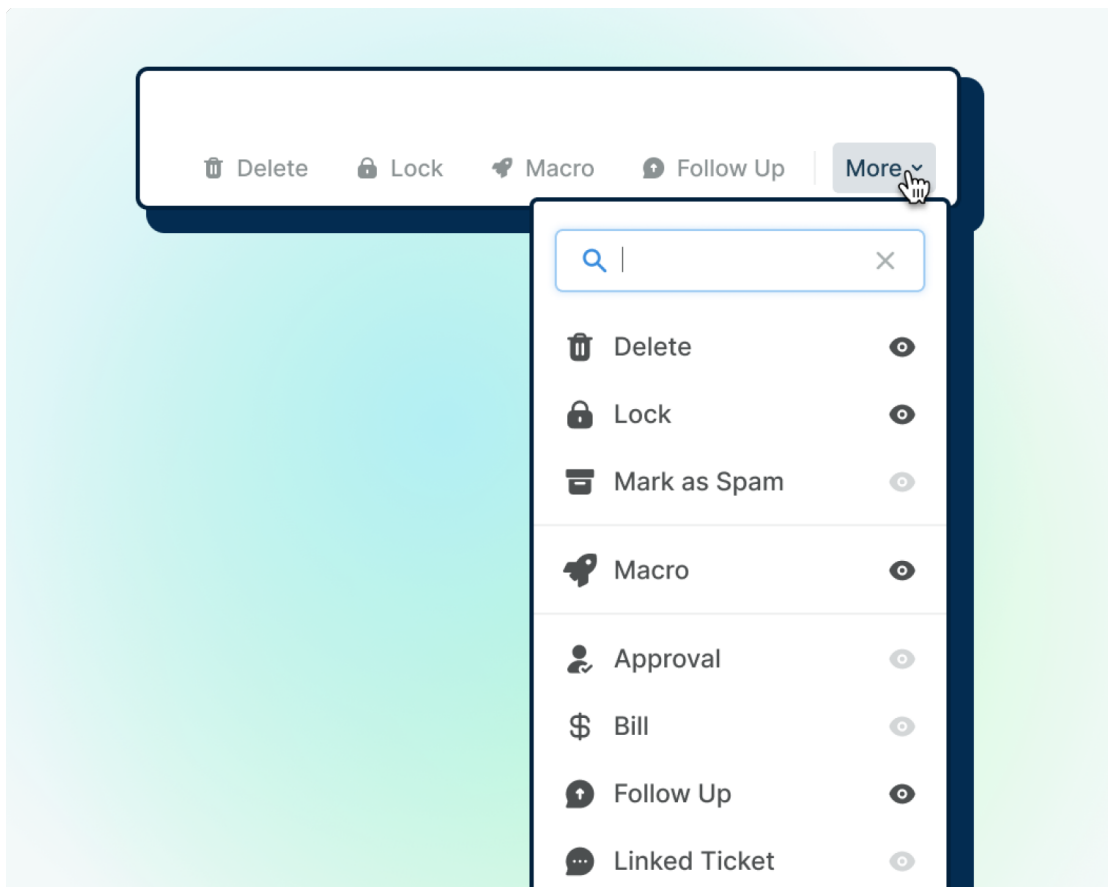 Delete Lock Macro Follow Up More
Delete
Lock
Mark as Spam
Macro
Approval
Bill
Follow Up
Linked Ticket